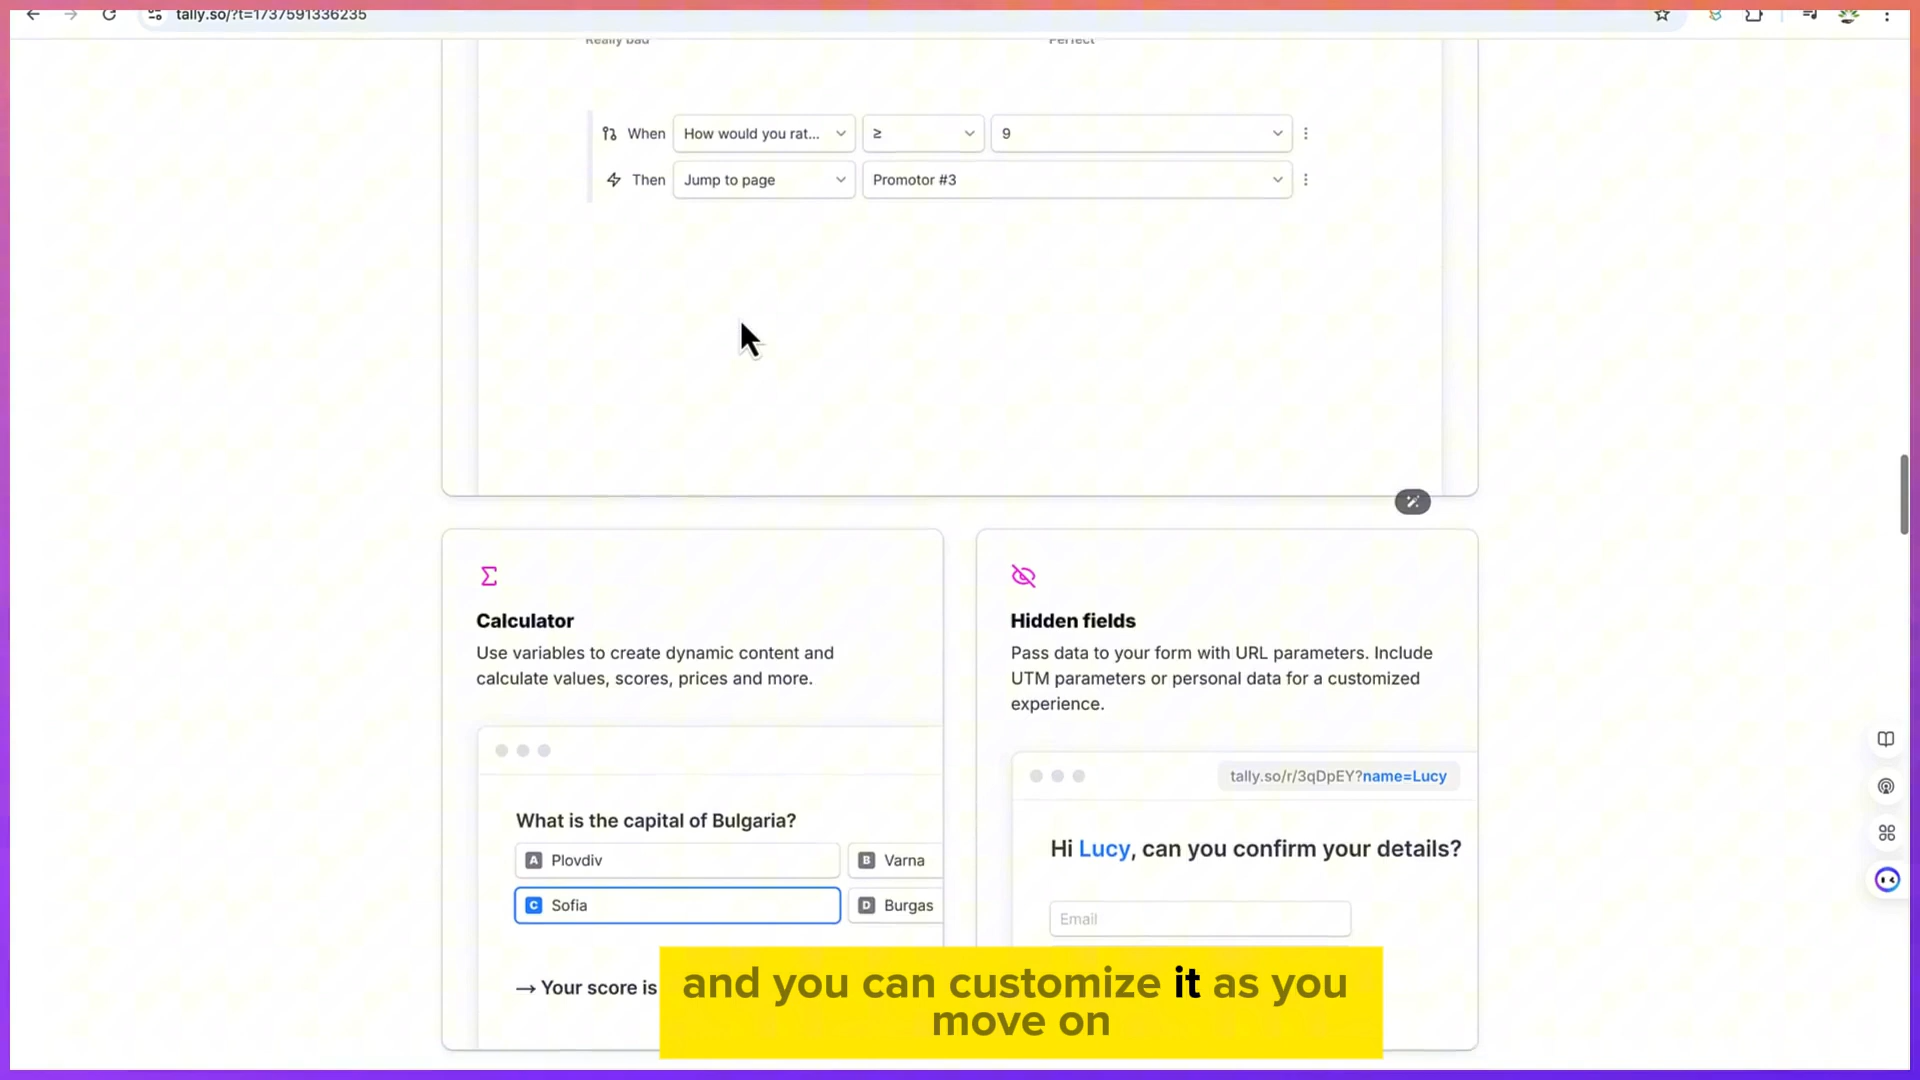 tally.so/?t=1737591336235
Really bad
Perfect
When How would you rat... ≥ 9
Then Jump to page Promotor #3
Calculator
Use variables to create dynamic content and
calculate values, scores, prices and more.
What is the capital of Bulgaria?
A Plovdiv
B Varna
C Sofia
D Burgas
→ Your score is
Hidden fields
Pass data to your form with URL parameters. Include
UTM parameters or personal data for a customized
experience.
tally.so/r/3qDpEY?name=Lucy
Hi Lucy, can you confirm your details?
Email
and you can customize it as you
move on